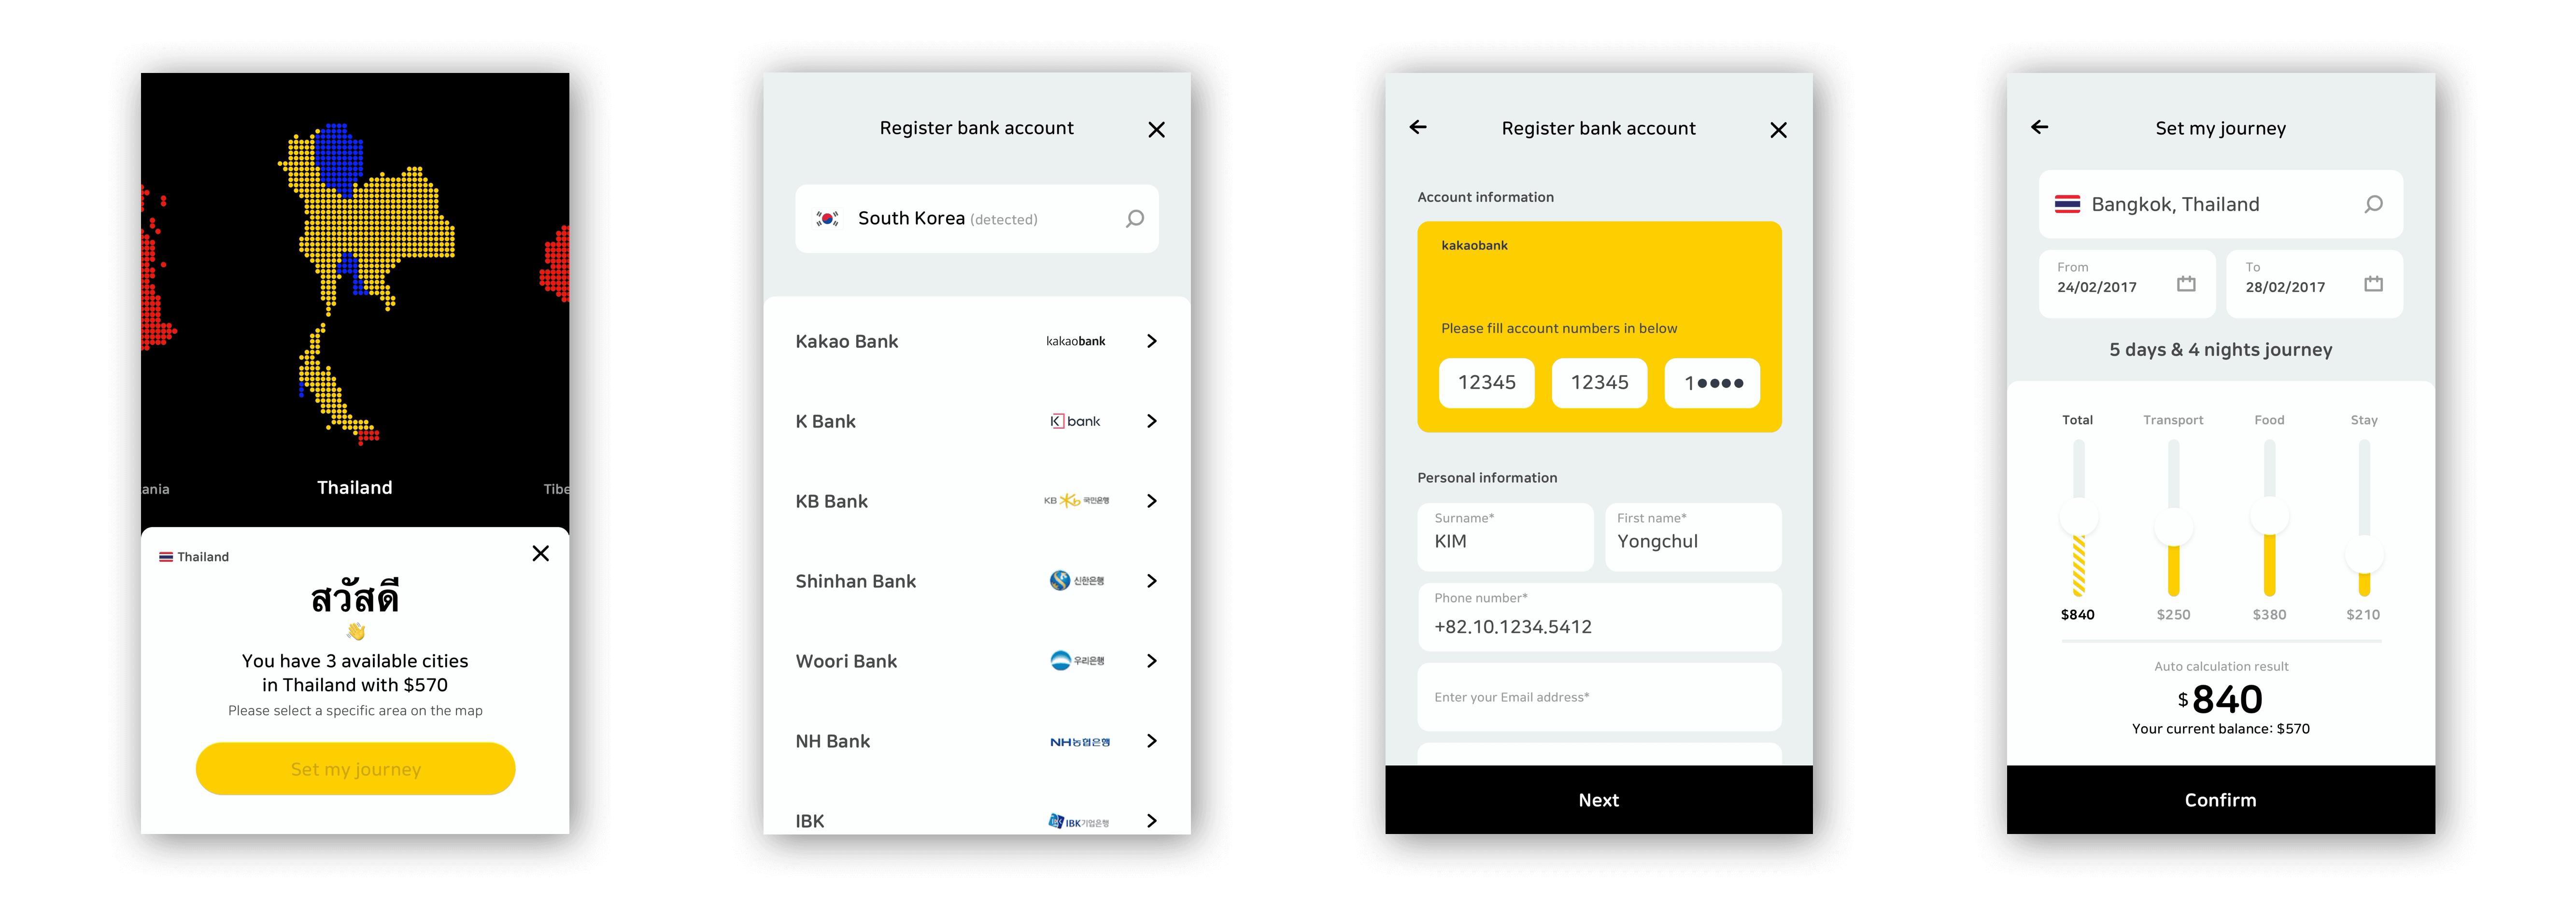 ania
Thailand
Tibe
Thailand
สวัสดี
You have 3 available cities
in Thailand with $570
Please select a specific area on the map
Set my journey
Register bank account
South Korea (detected)
Kakao Bank
kakaobank
K Bank
K bank
KB Bank
KB Kb 국민은행
Shinhan Bank
신한은행
Woori Bank
우리은행
NH Bank
NH농협은행
IBK
IBK기업은행
Register bank account
Account information
kakaobank
Please fill account numbers in below
12345
12345
1●●●●
Personal information
Surname*
KIM
First name*
Yongchul
Phone number*
+82.10.1234.5412
Enter your Email address*
Next
Set my journey
Bangkok, Thailand
From
24/02/2017
To
28/02/2017
5 days & 4 nights journey
Total
Transport
Food
Stay
$840
$250
$380
$210
Auto calculation result
$840
Your current balance: $570
Confirm